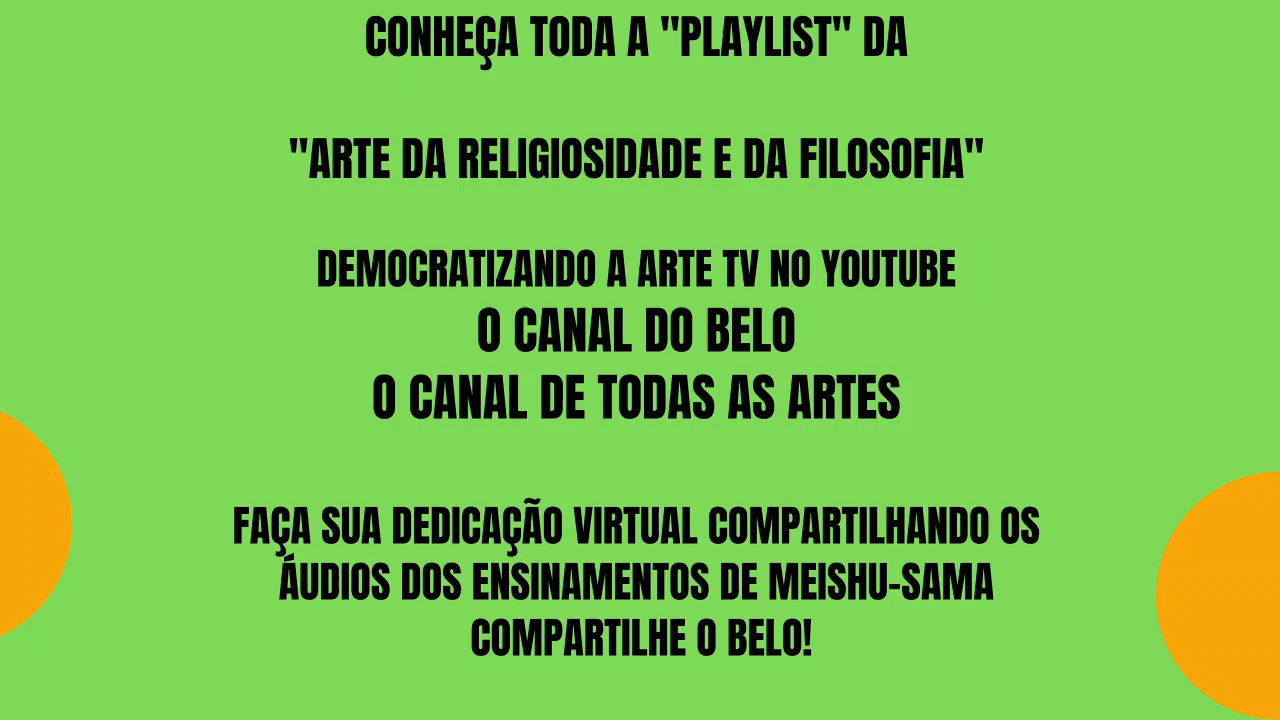 CONHEÇA TODA A "PLAYLIST" DA
"ARTE DA RELIGIOSIDADE E DA FILOSOFIA"
DEMOCRATIZANDO A ARTE TV NO YOUTUBE
O CANAL DO BELO
O CANAL DE TODAS AS ARTES
FAÇA SUA DEDICAÇÃO VIRTUAL COMPARTILHANDO OS
ÁUDIOS DOS ENSINAMENTOS DE MEISHU-SAMA
COMPARTILHE O BELO!